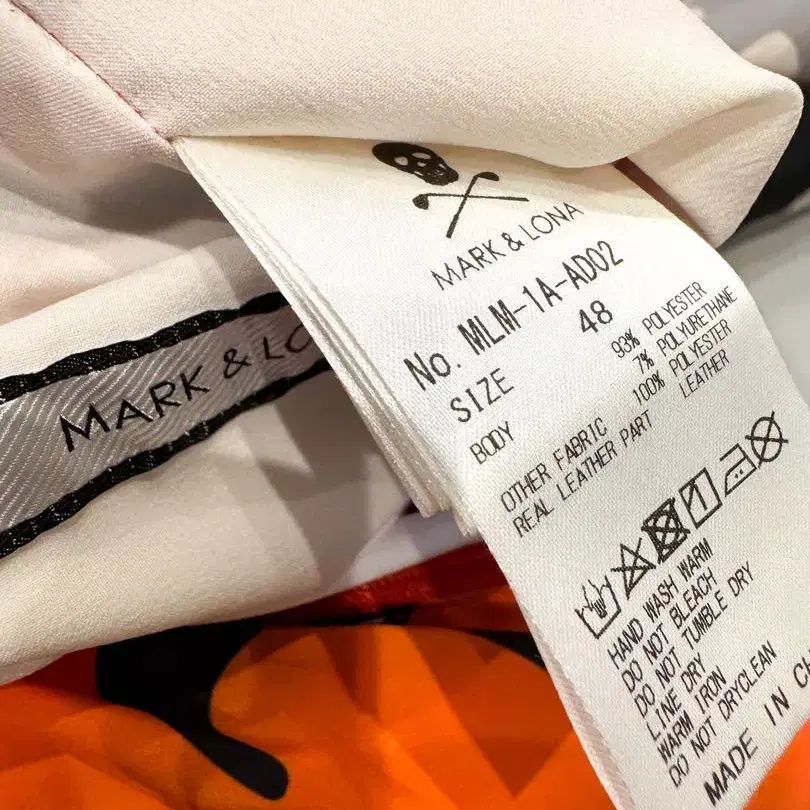 MARK & LONA
No. MLM-1A-AD02
SIZE 48
BODY 93% POLYESTER
7% POLYURETHANE
OTHER FABRIC 100% POLYESTER
REAL LEATHER PART LEATHER
HAND WASH WARM
DO NOT BLEACH
DO NOT TUMBLE DRY
LINE DRY
WARM IRON
DO NOT DRYCLEAN
MADE IN CH
MARK & LO